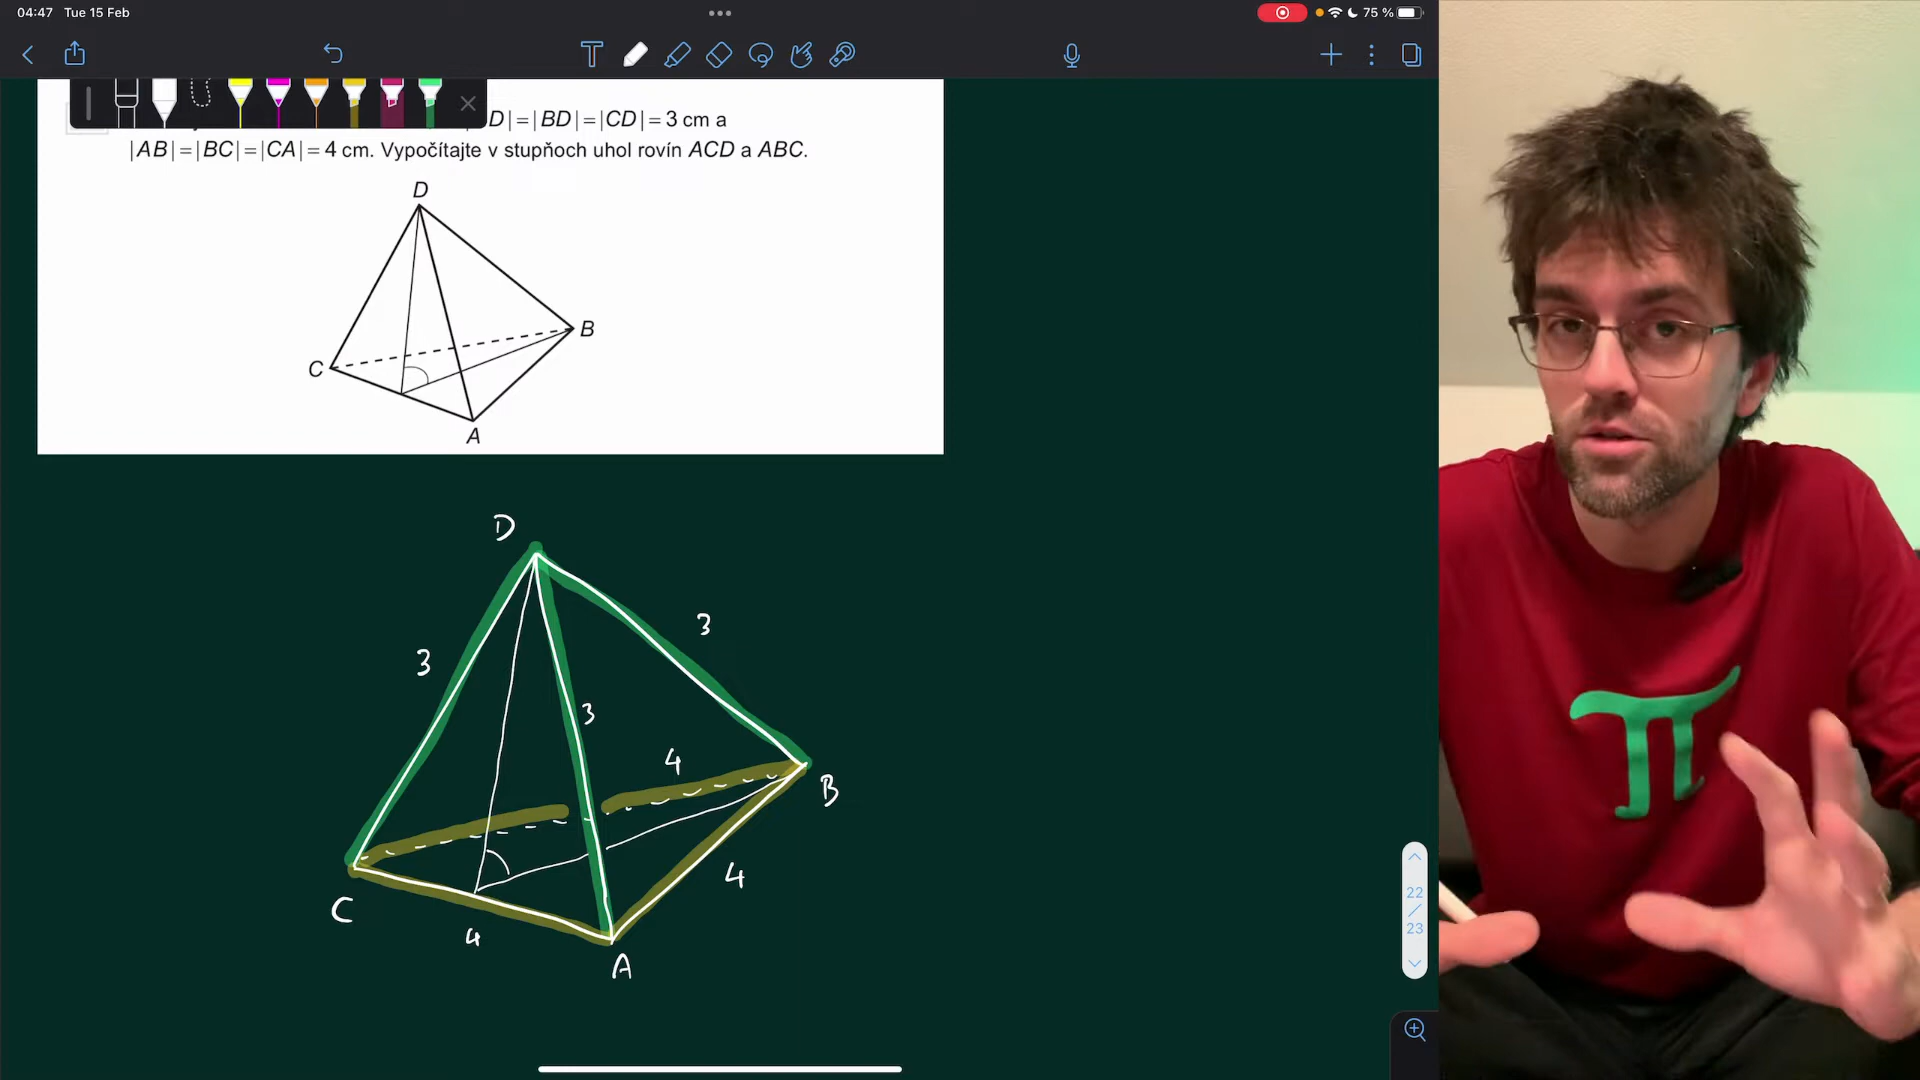 04:47 Tue 15 Feb
75 %
D|=|BD|=|CD|= 3 cm a
|AB|=|BC|=|CA|= 4 cm. Vypočítajte v stupňoch uhol rovín ACD a ABC.
D
B
C
A
D
3
3
3
4
B
4
C
4
A
22
23
π